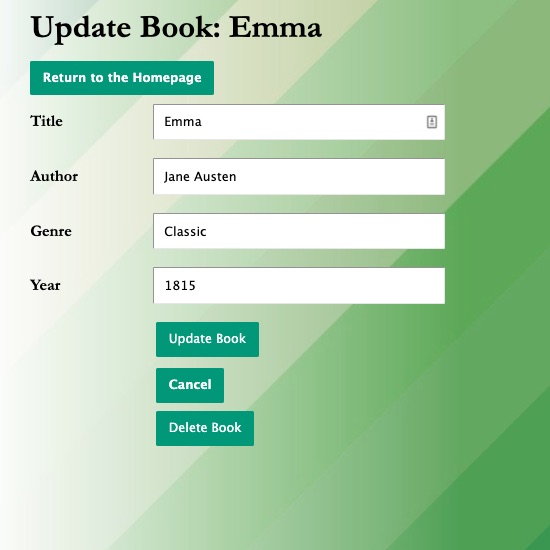 Update Book: Emma
Return to the Homepage
Title Emma
Author Jane Austen
Genre Classic
Year 1815
Update Book
Cancel
Delete Book